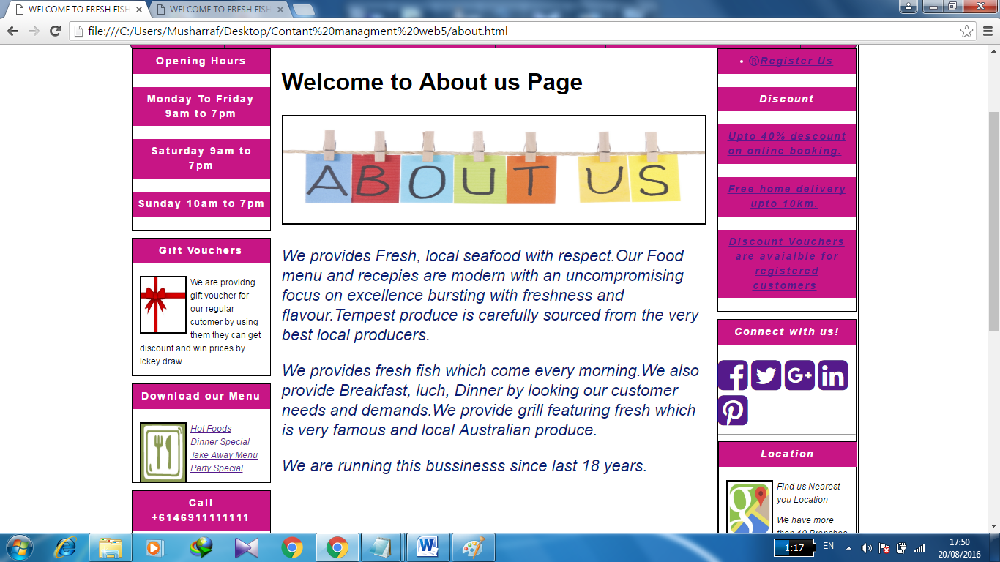 WELCOME TO FRESH FISH
WELCOME TO FRESH FISH
file:///C:/Users/Musharraf/Desktop/Contant%20managment%20web5/about.html
Opening Hours
Monday To Friday
9am to 7pm
Saturday 9am to
7pm
Sunday 10am to 7pm
Gift Vouchers
We are providng
gift voucher for
our regular
cutomer by using
them they can get
discount and win prices by
lckey draw .
Download our Menu
Hot Foods
Dinner Special
Take Away Menu
Party Special
Call
+6146911111111
Welcome to About us Page
ABOUT US
We provides Fresh, local seafood with respect.Our Food
menu and recepies are modern with an uncompromising
focus on excellence bursting with freshness and
flavour.Tempest produce is carefully sourced from the very
best local producers.
We provides fresh fish which come every morning.We also
provide Breakfast, luch, Dinner by looking our customer
needs and demands.We provide grill featuring fresh which
is very famous and local Australian produce.
We are running this bussinesss since last 18 years.
• ®Register Us
Discount
Upto 40% descount
on online booking.
Free home delivery
upto 10km.
Discount Vouchers
are avaialble for
registered
customers
Connect with us!
f G+ in
Location
g
Find us Nearest
you Location
We have more
than 10 Branches
W
1:17 EN 17:50
20/08/2016